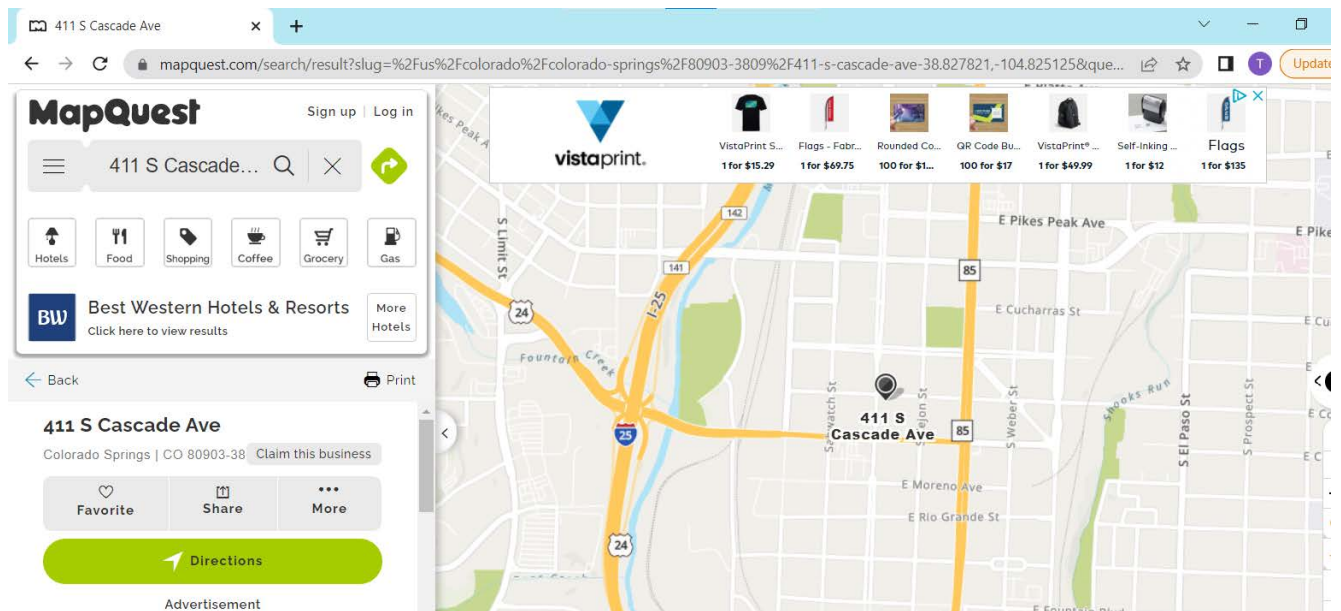 411 S Cascade Ave
mapquest.com/search/result?slug=%2Fus%2Fcolorado%2Fcolorado-springs%2F80903-3809%2F411-s-cascade-ave-38.827821,-104.825125&que...
T
Update
MapQuest
Sign up | Log in
411 S Cascade...
Hotels
Food
Shopping
Coffee
Grocery
Gas
BW
Best Western Hotels & Resorts
Click here to view results
More
Hotels
Back
Print
411 S Cascade Ave
Colorado Springs | CO 80903-38
Claim this business
Favorite
Share
More
Directions
Advertisement
vistaprint.
VistaPrint S...
1 for $15.29
Flags - Fabr...
1 for $69.75
Rounded Co...
100 for $1...
QR Code Bu...
100 for $17
VistaPrint® ...
1 for $49.99
Self-Inking ...
1 for $12
Flags
1 for $135
kes Peak A
S Limit St
142
141
24
I-25
Fountain Creek
25
24
E Pikes Peak Ave
E Pike
85
E Cucharras St
E Cu
411 S
Cascade Ave
85
S Weber St
Shooks Run
S El Paso St
S Prospect St
E Moreno Ave
E Rio Grande St